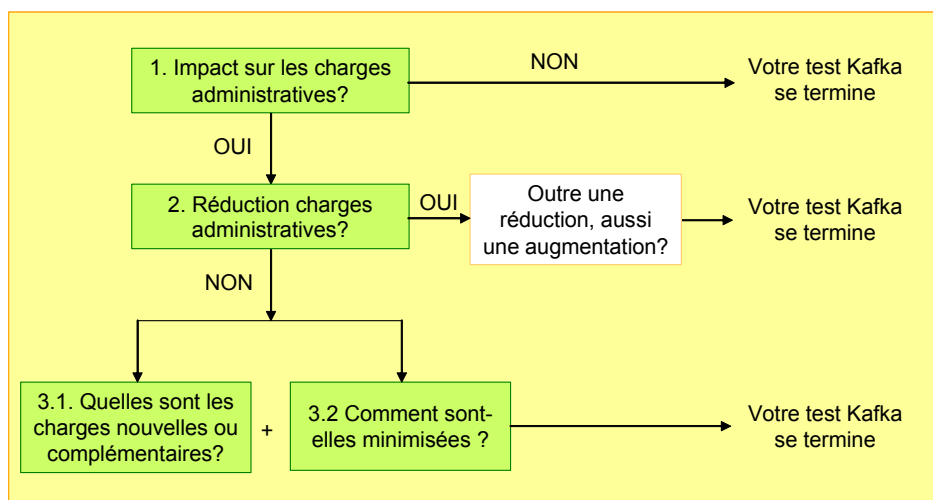 1. Impact sur les charges
administratives?
NON
Votre test Kafka
se termine
OUI
2. Réduction charges
administratives?
OUI
Outre une
réduction, aussi
une augmentation?
Votre test Kafka
se termine
NON
3.1. Quelles sont les
charges nouvelles ou
complémentaires?
+
3.2 Comment sont-
elles minimisées ?
Votre test Kafka
se termine